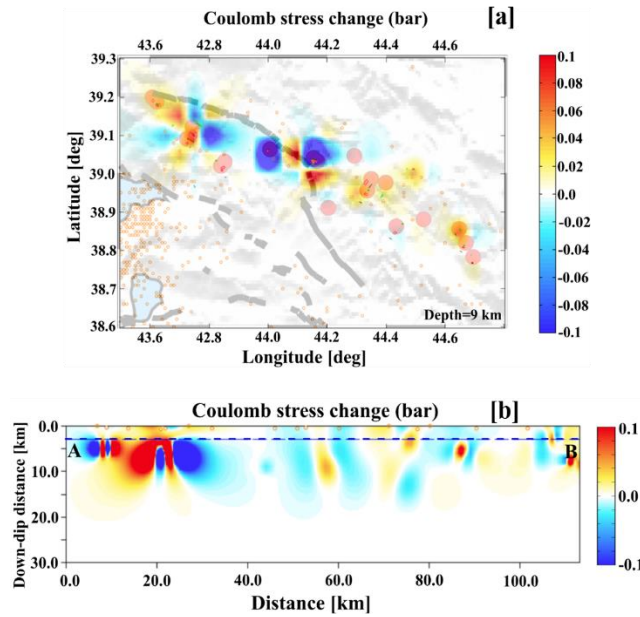 Coulomb stress change (bar) [a]
43.6 42.8 44.0 44.2 44.4 44.6
39.3
39.2
39.1
39.0
38.9
38.8
38.7
38.6
Latitude [deg]
0.1
0.08
0.06
0.04
0.02
0.0
-0.02
-0.04
-0.06
-0.08
-0.1
Depth=9 km
43.6 42.8 44.0 44.2 44.4 44.6
Longitude [deg]
Coulomb stress change (bar) [b]
Down-dip distance [km]
0.0
10.0
20.0
30.0
A
B
0.1
0.0
-0.1
0.0 20.0 40.0 60.0 80.0 100.0
Distance [km]